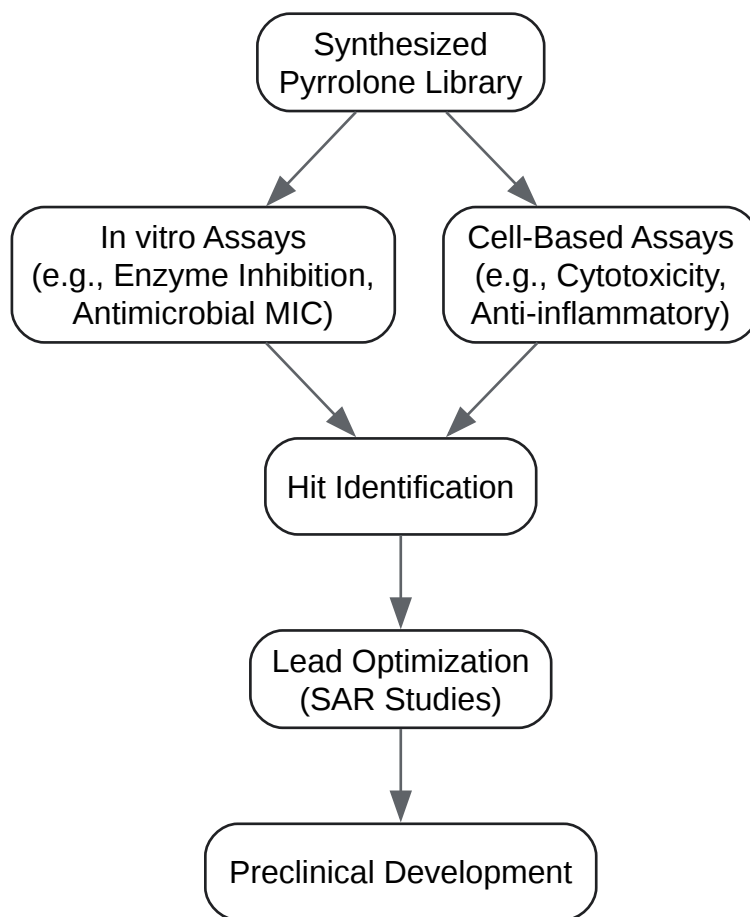 Synthesized
Pyrrolone Library
In vitro Assays
(e.g., Enzyme Inhibition,
Antimicrobial MIC)
Cell-Based Assays
(e.g., Cytotoxicity,
Anti-inflammatory)
Hit Identification
Lead Optimization
(SAR Studies)
Preclinical Development